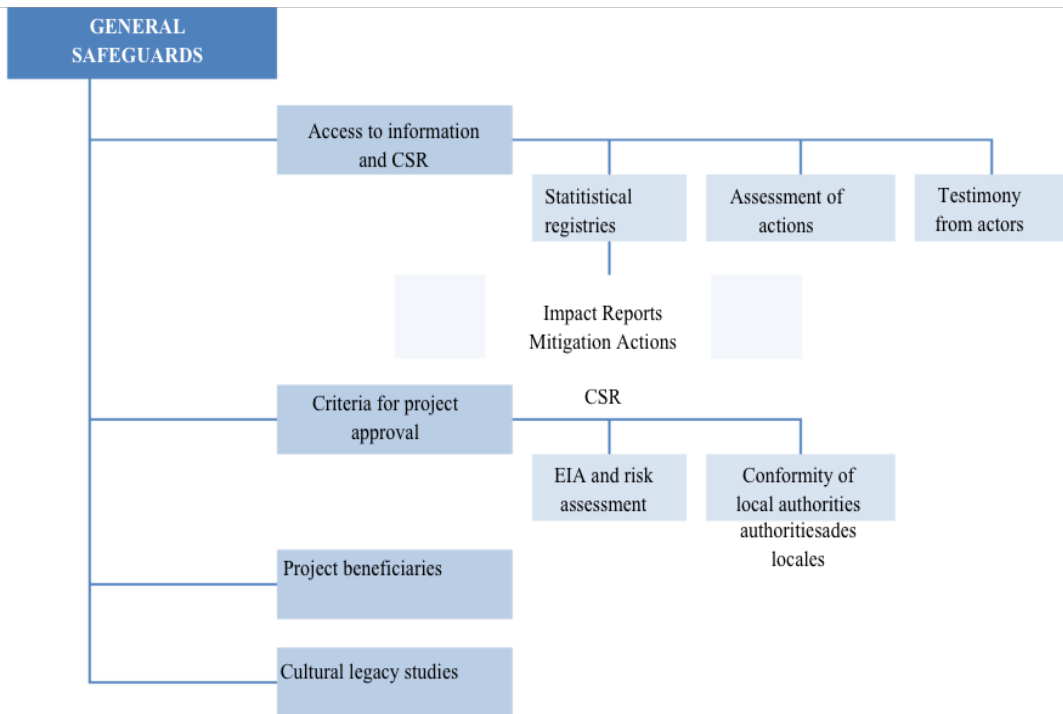 GENERAL
SAFEGUARDS
Access to information
and CSR
Statitistical
registries
Assessment of
actions
Testimony
from actors
Impact Reports
Mitigation Actions
CSR
Criteria for project
approval
EIA and risk
assessment
Conformity of
local authorities
authoritiesades
locales
Project beneficiaries
Cultural legacy studies